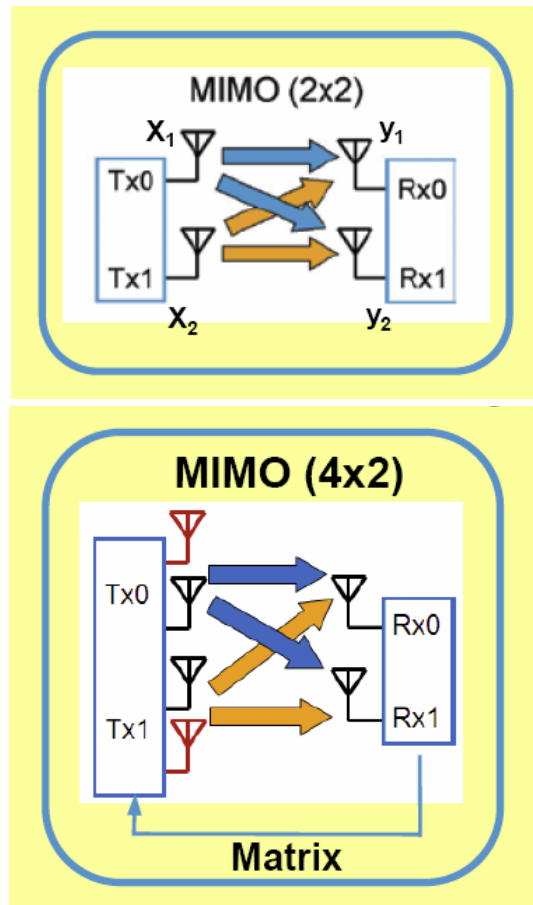 MIMO (2x2)
X1 y1
Tx0 Rx0
Tx1 Rx1
X2 y2
MIMO (4x2)
Tx0 Rx0
Tx1 Rx1
Matrix